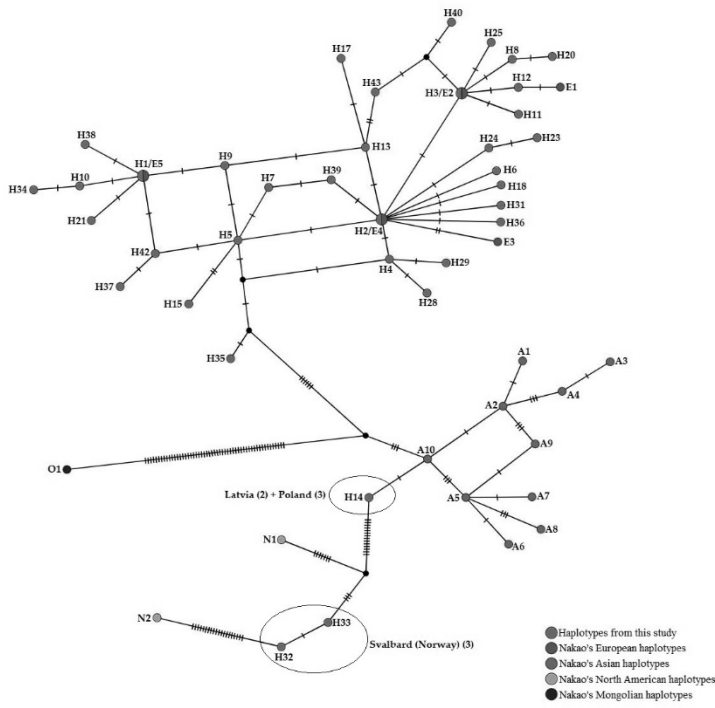 H40
H17
H25
H8
H20
H43
H3/E2
H12
E1
H11
H38
H13
H24
H23
H1/E5
H9
H7
H39
H6
H10
H18
H34
H31
H21
H36
H5
H2/E4
E3
H42
H4
H29
H37
H15
H28
H35
A1
A3
A4
A2
A9
A10
O1
Latvia (2) + Poland (3)
H14
A5
A7
A8
A6
N1
N2
H33
H32
Svalbard (Norway) (3)
Haplotypes from this study
Nakao's European haplotypes
Nakao's Asian haplotypes
Nakao's North American haplotypes
Nakao's Mongolian haplotypes